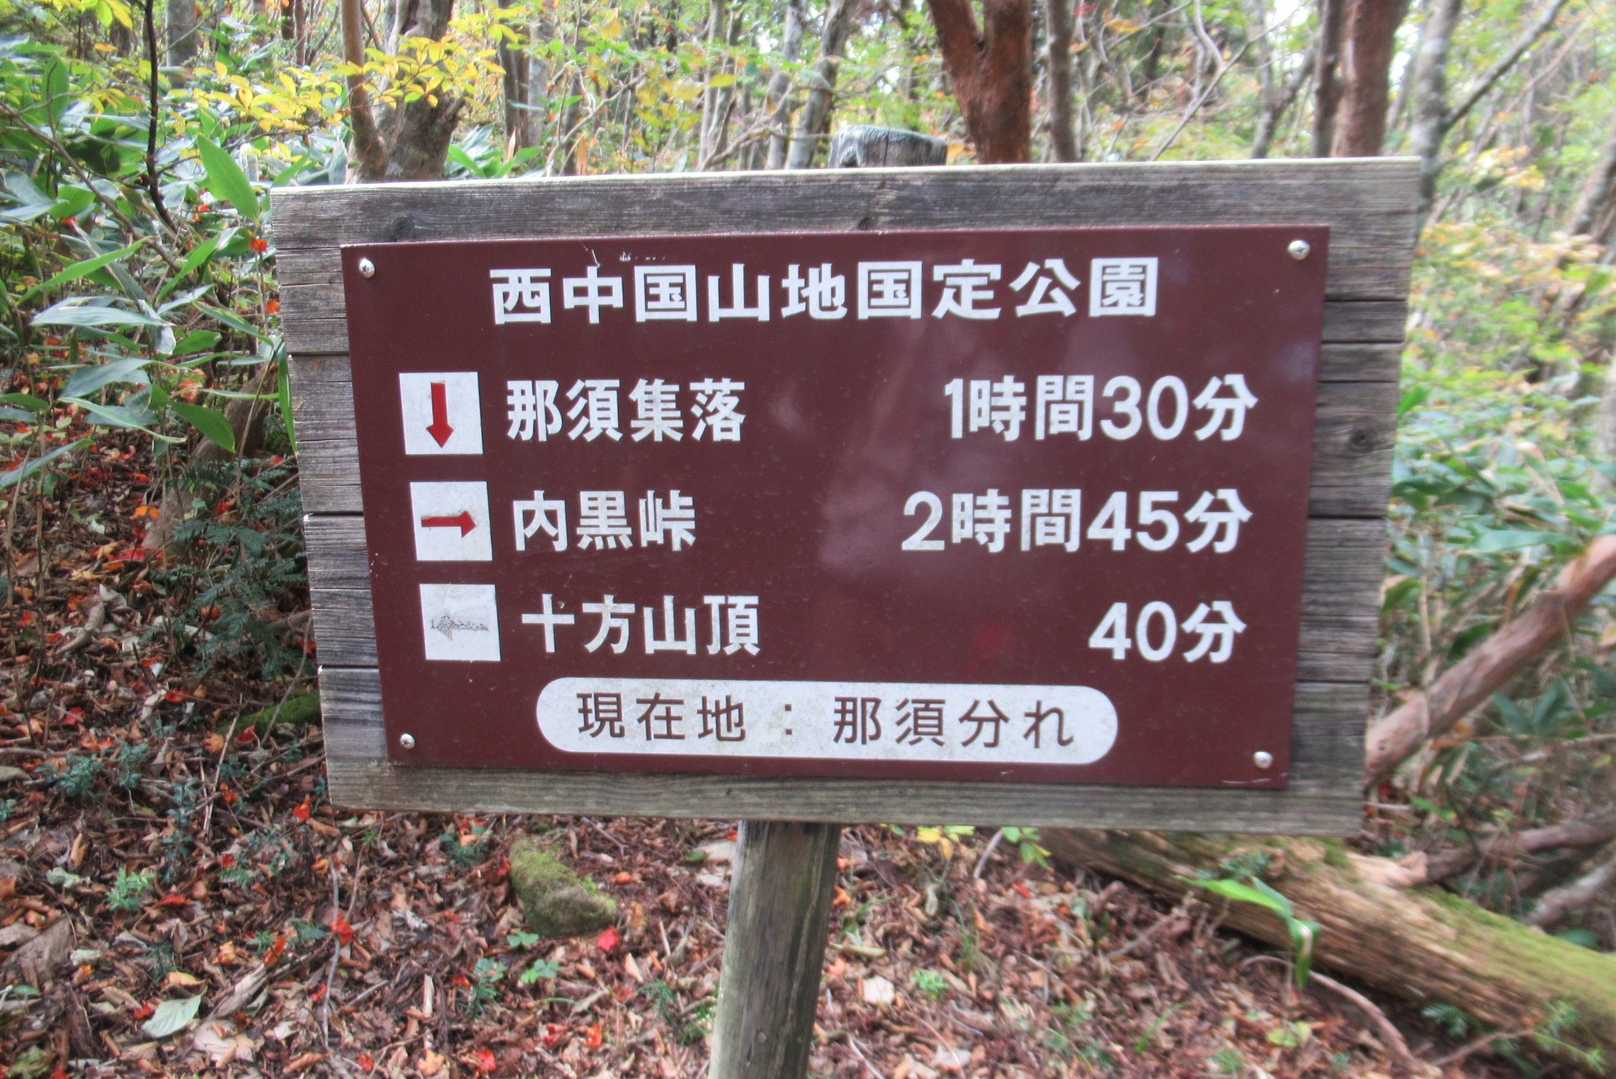 西中国山地国定公園
↓ 那須集落 1時間30分
→ 内黒峠 2時間45分
← 十方山頂 40分
現在地：那須分れ